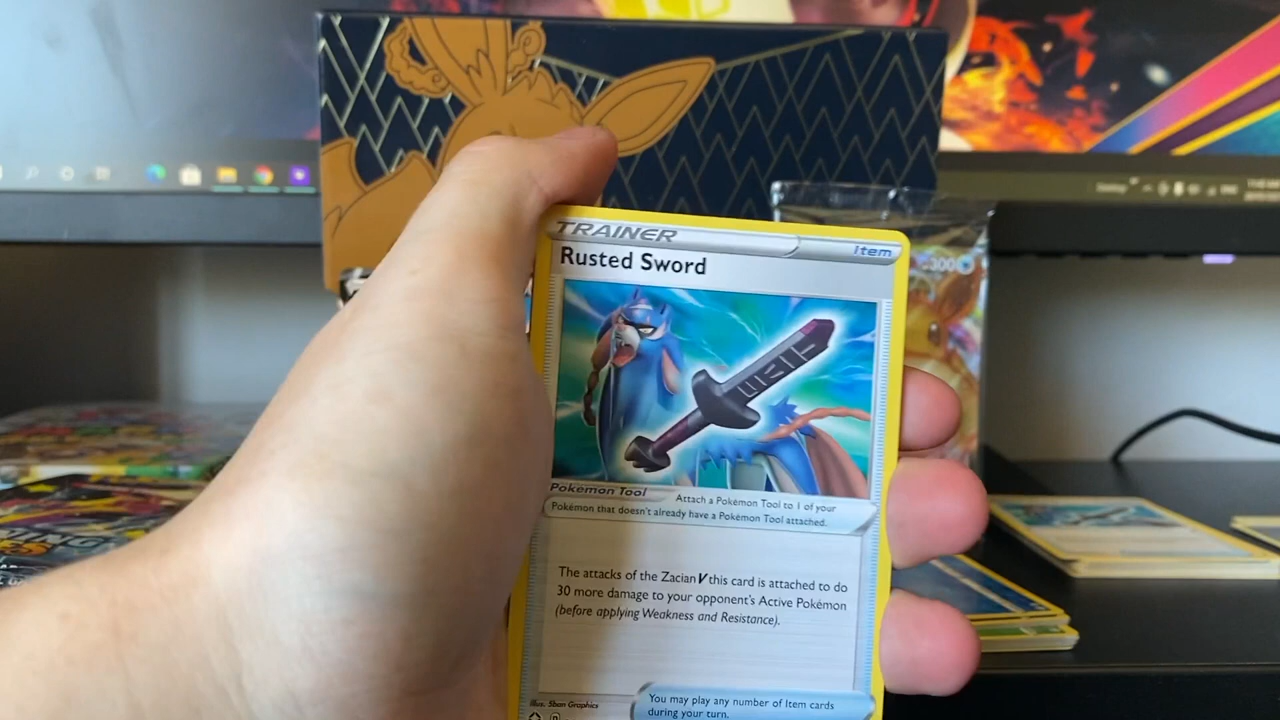 TRAINER
Item
Rusted Sword
300
Pokémon Tool
Attach a Pokémon Tool to 1 of your
Pokémon that doesn't already have a Pokémon Tool attached.
The attacks of the Zacian V this card is attached to do
30 more damage to your opponent's Active Pokémon
(before applying Weakness and Resistance).
You may play any number of Item cards
during your turn.
Illus. 5ban Graphics